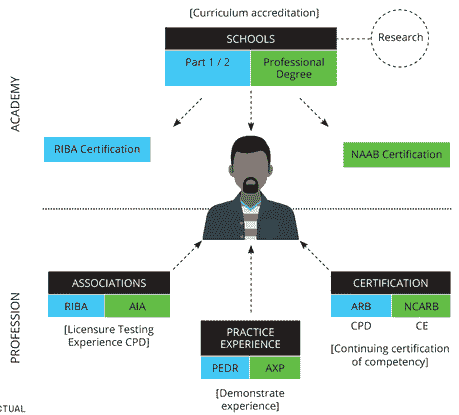 [Curriculum accreditation]
SCHOOLS
Part 1 / 2
Professional
Degree
Research
ACADEMY
RIBA Certification
NAAB Certification
PROFESSION
ASSOCIATIONS
RIBA
AIA
[Licensure Testing
Experience CPD]
PRACTICE
EXPERIENCE
PEDR
AXP
[Demonstrate
experience]
CERTIFICATION
ARB
NCARB
CPD
CE
[Continuing certification
of competency]
CTUAL